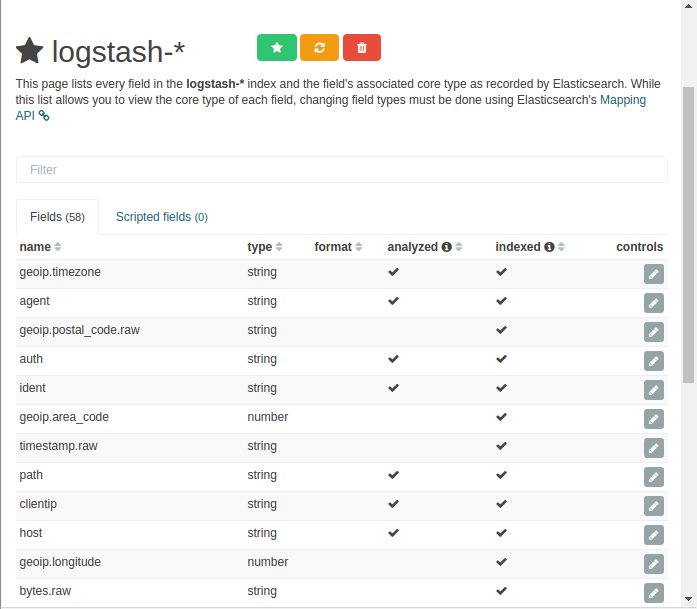 logstash-*
This page lists every field in the logstash-* index and the field's associated core type as recorded by Elasticsearch. While
this list allows you to view the core type of each field, changing field types must be done using Elasticsearch's Mapping
API
Filter
Fields (58) Scripted fields (0)
name type format analyzed indexed controls
geoip.timezone string
agent string
geoip.postal_code.raw string
auth string
ident string
geoip.area_code number
timestamp.raw string
path string
clientip string
host string
geoip.longitude number
bytes.raw string